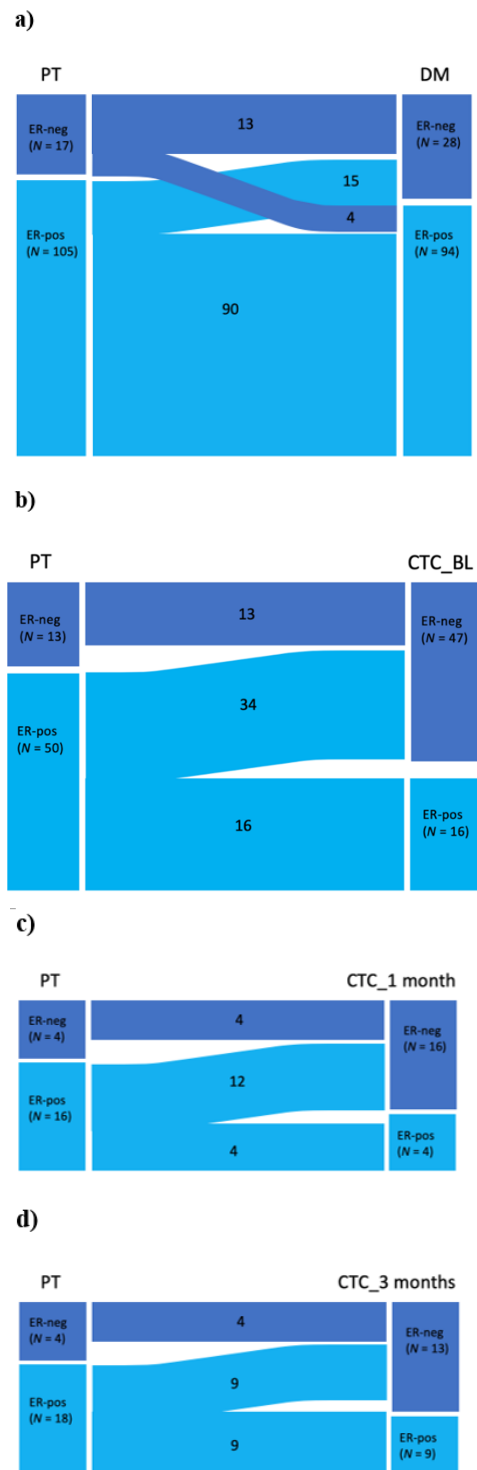 a)
PT DM
ER-neg
(N = 17)
13
ER-neg
(N = 28)
15
4
ER-pos
(N = 105)
ER-pos
(N = 94)
90
b)
PT CTC_BL
ER-neg
(N = 13)
13
ER-neg
(N = 47)
34
ER-pos
(N = 50)
16
ER-pos
(N = 16)
c)
PT CTC_1 month
ER-neg
(N = 4)
4
ER-neg
(N = 16)
12
ER-pos
(N = 16)
4
ER-pos
(N = 4)
d)
PT CTC_3 months
ER-neg
(N = 4)
4
ER-neg
(N = 13)
9
ER-pos
(N = 18)
9
ER-pos
(N = 9)